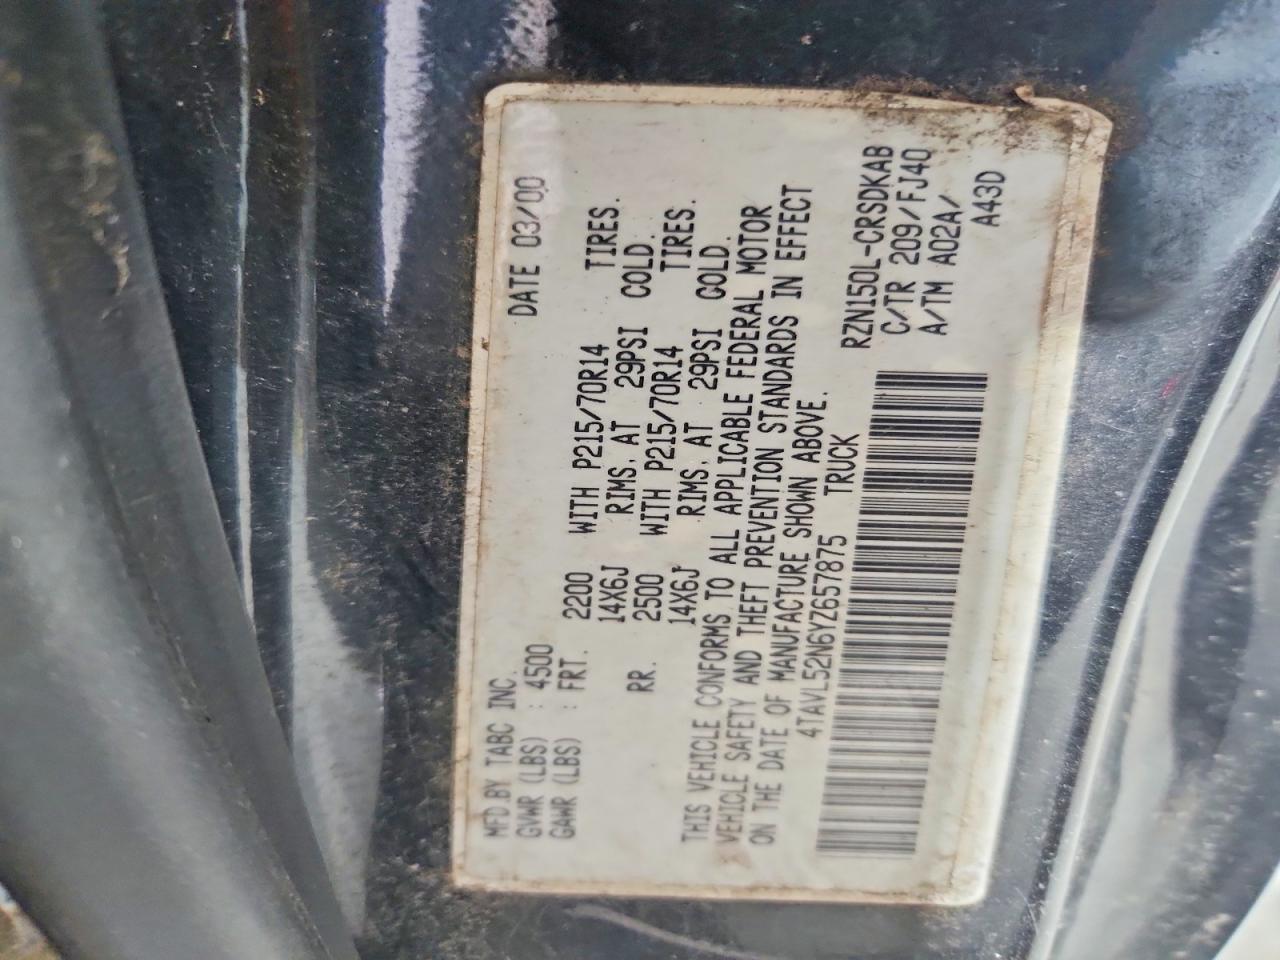 MFD.BY TABC INC. DATE 03/00
GVWR (LBS) : 4500
GAWR (LBS) : FRT. 2200 WITH P215/70R14 TIRES.
14X6J RIMS, AT 29PSI COLD.
RR. 2500 WITH P215/70R14 TIRES.
14X6J RIMS, AT 29PSI COLD.
THIS VEHICLE CONFORMS TO ALL APPLICABLE FEDERAL MOTOR
VEHICLE SAFETY AND THEFT PREVENTION STANDARDS IN EFFECT
ON THE DATE OF MANUFACTURE SHOWN ABOVE.
4TAVL52N6YZ657875 TRUCK
RZN150L-CRSDKAB
C/TR 209/FJ40
A/TM A02A/
A43D